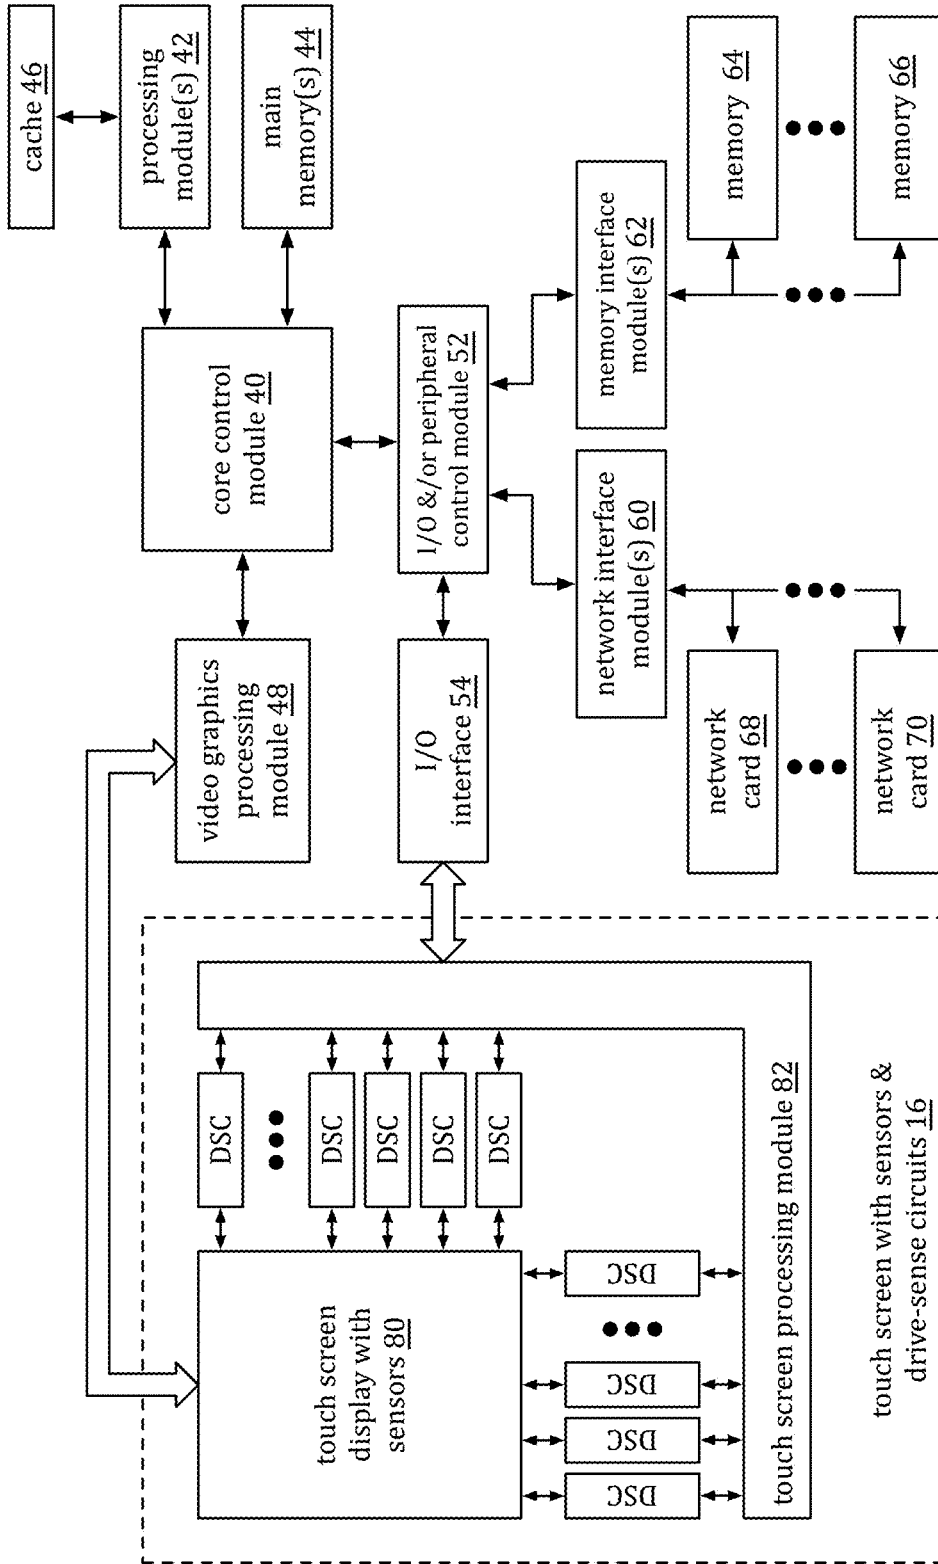 cache 46
processing
module(s) 42
main
memory(s) 44
core control
module 40
video graphics
processing
module 48
I/O &/or peripheral
control module 52
I/O
interface 54
memory interface
module(s) 62
network interface
module(s) 60
memory 64
memory 66
network
card 68
network
card 70
touch screen
display with
sensors 80
DSC
DSC
DSC
DSC
DSC
DSC
DSC
DSC
DSC
touch screen processing module 82
touch screen with sensors &
drive-sense circuits 16